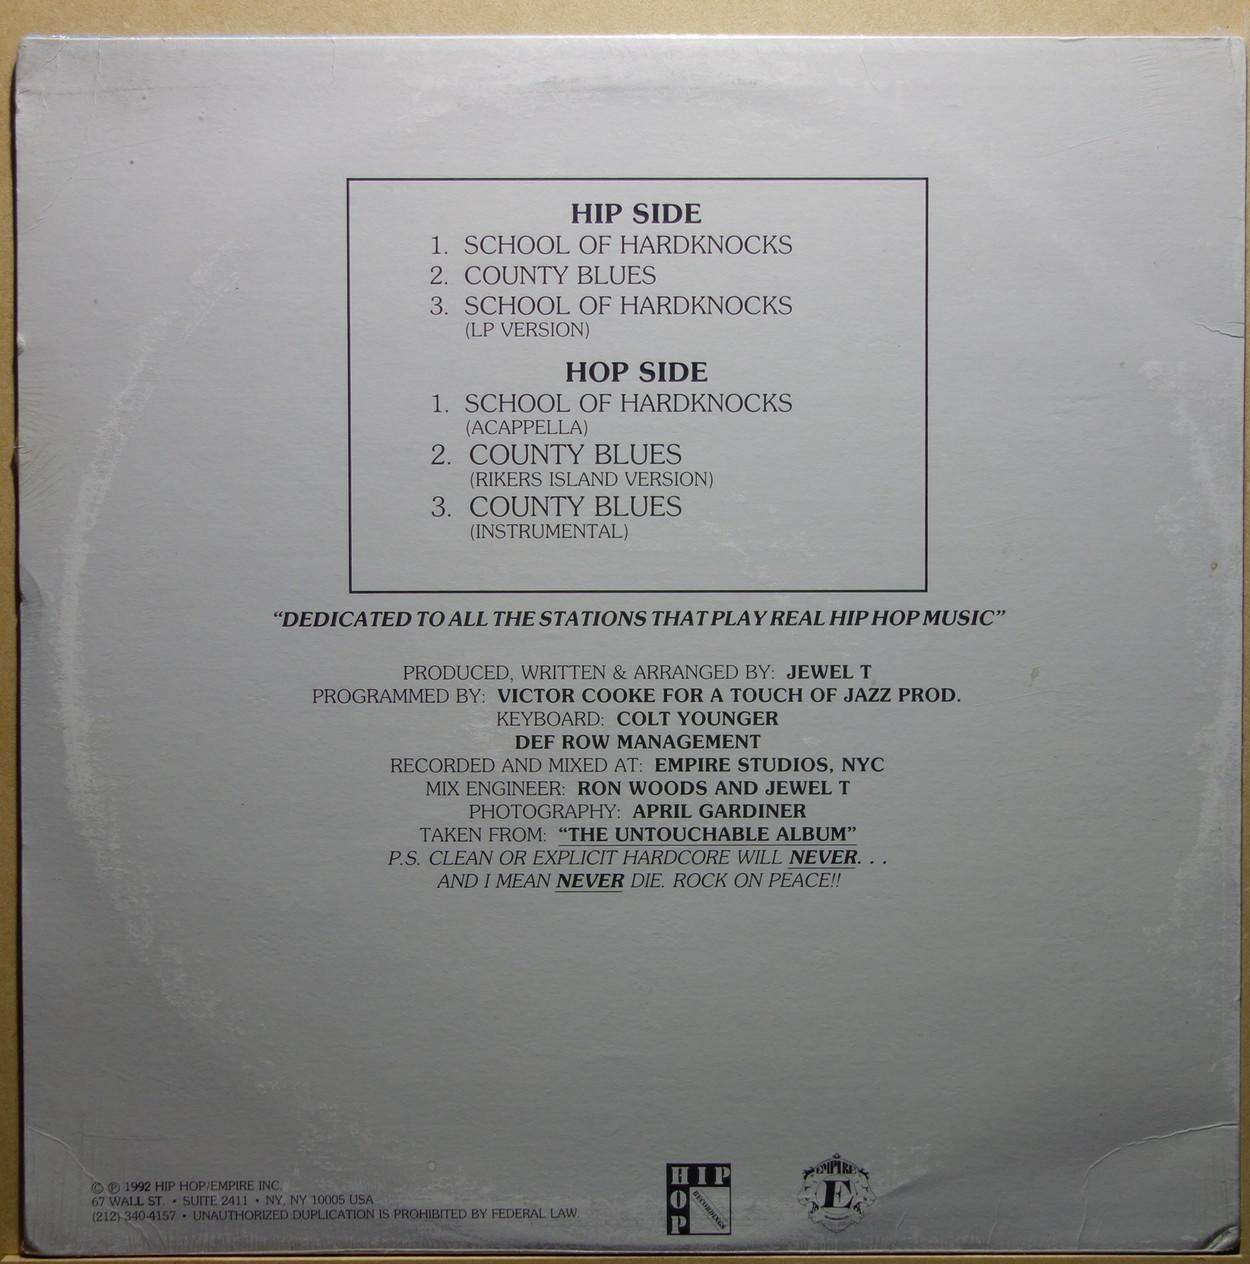 HIP SIDE
1. SCHOOL OF HARDKNOCKS
2. COUNTY BLUES
3. SCHOOL OF HARDKNOCKS
(LP VERSION)
HOP SIDE
1. SCHOOL OF HARDKNOCKS
(ACAPPELLA)
2. COUNTY BLUES
(RIKERS ISLAND VERSION)
3. COUNTY BLUES
(INSTRUMENTAL)
“DEDICATED TO ALL THE STATIONS THAT PLAY REAL HIP HOP MUSIC”
PRODUCED, WRITTEN & ARRANGED BY: JEWEL T
PROGRAMMED BY: VICTOR COOKE FOR A TOUCH OF JAZZ PROD.
KEYBOARD: COLT YOUNGER
DEF ROW MANAGEMENT
RECORDED AND MIXED AT: EMPIRE STUDIOS, NYC
MIX ENGINEER: RON WOODS AND JEWEL T
PHOTOGRAPHY: APRIL GARDINER
TAKEN FROM: “THE UNTOUCHABLE ALBUM”
P.S. CLEAN OR EXPLICIT HARDCORE WILL NEVER. . .
AND I MEAN NEVER DIE. ROCK ON PEACE!!
© ℗ 1992 HIP HOP/EMPIRE INC.
67 WALL ST. • SUITE 2411 • NY, NY 10005 USA
(212) 340-4157 • UNAUTHORIZED DUPLICATION IS PROHIBITED BY FEDERAL LAW.
HIP
HOP
RECORDINGS
EMPIRE
E